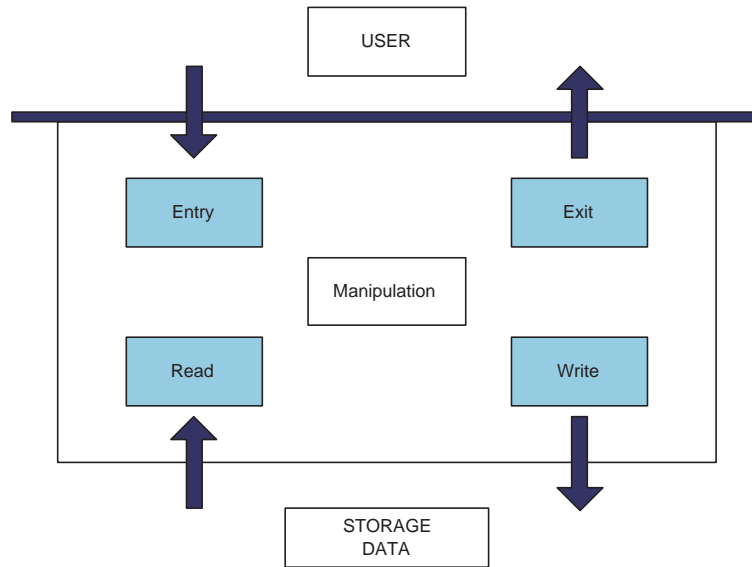 USER
Entry
Exit
Manipulation
Read
Write
STORAGE
DATA